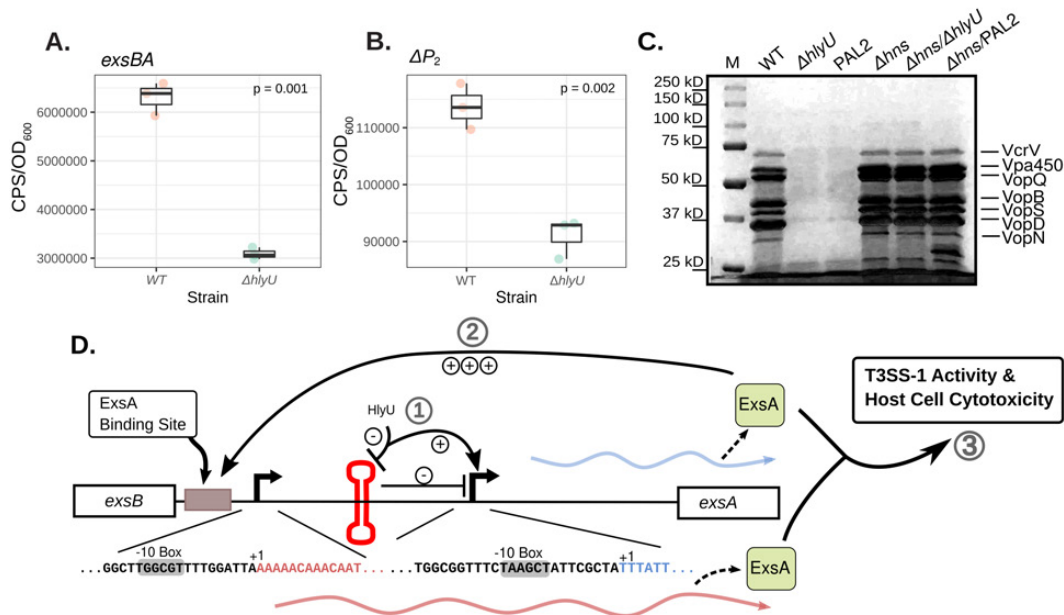 A.
exsBA
p = 0.001
CPS/OD600
6000000
5000000
4000000
3000000
WT
ΔhlyU
Strain
B.
ΔP2
p = 0.002
CPS/OD600
110000
100000
90000
WT
ΔhlyU
Strain
C.
M
WT
ΔhlyU
PAL2
Δhns
Δhns/ΔhlyU
Δhns/PAL2
250 kD
150 kD
100 kD
75 kD
50 kD
37 kD
25 kD
VcrV
Vpa450
VopQ
VopB
VopS
VopD
VopN
D.
2
+++
ExsA
Binding Site
HlyU
1
-
+
-
ExsA
T3SS-1 Activity &
Host Cell Cytotoxicity
3
exsB
exsA
-10 Box
+1
...GGCTTGGCGTTTTGGATTAAAAAACAAACAAT...
-10 Box
+1
...TGGCGGTTTCTAAGCTATTCGCTATTTATT...
ExsA